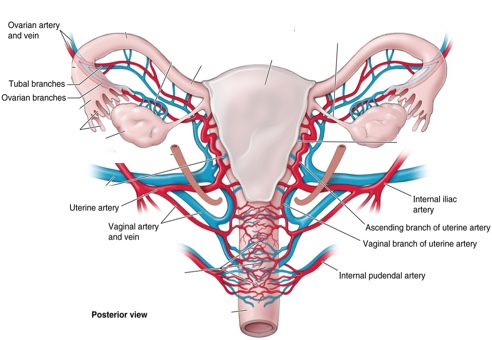 Ovarian artery
and vein
Tubal branches
Ovarian branches
Uterine artery
Vaginal artery
and vein
Internal iliac
artery
Ascending branch of uterine artery
Vaginal branch of uterine artery
Internal pudendal artery
Posterior view